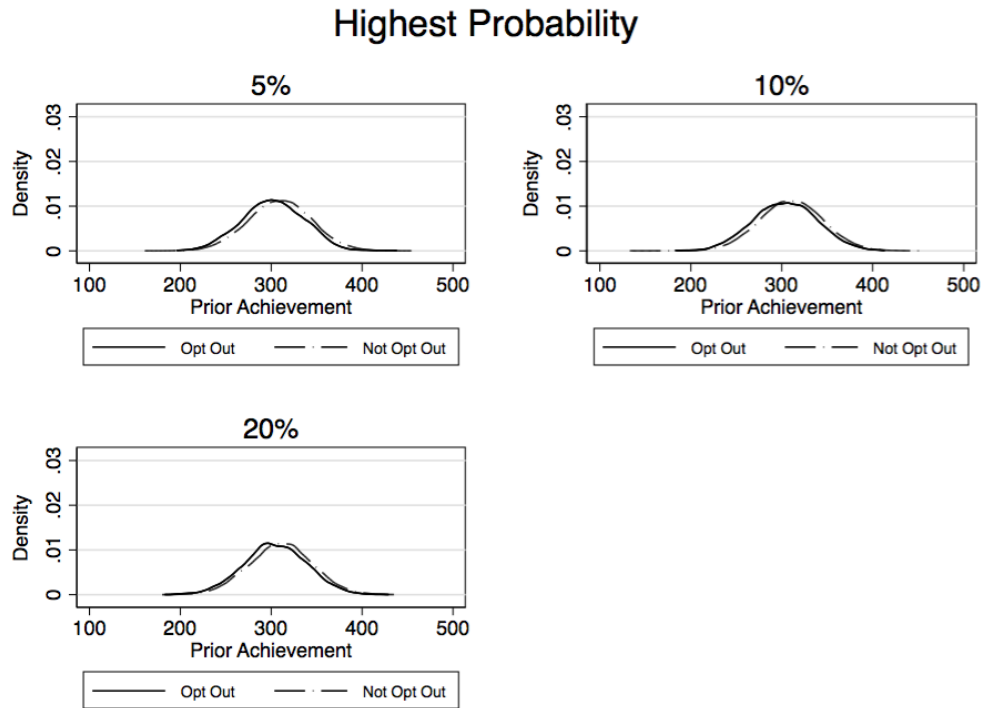 Highest Probability
5%
Density
.03
.02
.01
0
100 200 300 400 500
Prior Achievement
Opt Out Not Opt Out
10%
Density
.03
.02
.01
0
100 200 300 400 500
Prior Achievement
Opt Out Not Opt Out
20%
Density
.03
.02
.01
0
100 200 300 400 500
Prior Achievement
Opt Out Not Opt Out